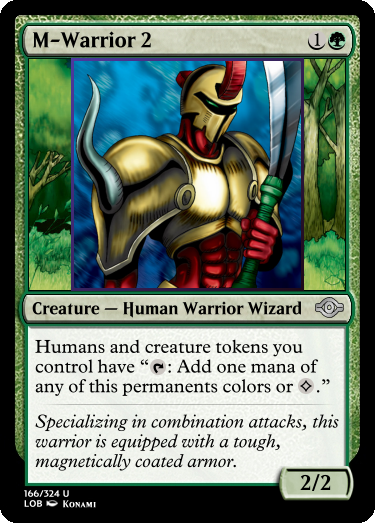 M-Warrior 2 1
Creature — Human Warrior Wizard
Humans and creature tokens you
control have “: Add one mana of
any of this permanents colors or .”
Specializing in combination attacks, this
warrior is equipped with a tough,
magnetically coated armor.
2/2
166/324 U
LOB Konami